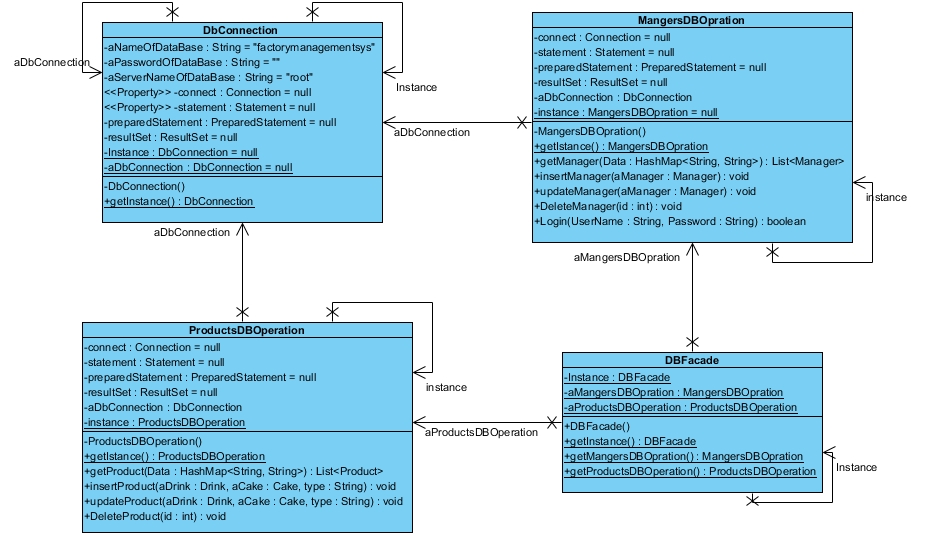 DbConnection
-aNameOfDataBase : String = "factorymanagementsys"
-aPasswordOfDataBase : String = ""
-aServerNameOfDataBase : String = "root"
<<Property>> -connect : Connection = null
<<Property>> -statement : Statement = null
-preparedStatement : PreparedStatement = null
-resultSet : ResultSet = null
-Instance : DbConnection = null
-aDbConnection : DbConnection = null
-DbConnection()
+getInstance() : DbConnection
aDbConnection
Instance
aDbConnection
aDbConnection
MangersDBOpration
-connect : Connection = null
-statement : Statement = null
-preparedStatement : PreparedStatement = null
-resultSet : ResultSet = null
-aDbConnection : DbConnection
-instance : MangersDBOpration = null
-MangersDBOpration()
+getIstance() : MangersDBOpration
+getManager(Data : HashMap<String, String>) : List<Manager>
+insertManager(aManager : Manager) : void
+updateManager(aManager : Manager) : void
+DeleteManager(id : int) : void
+Login(UserName : String, Password : String) : boolean
instance
aMangersDBOpration
ProductsDBOperation
-connect : Connection = null
-statement : Statement = null
-preparedStatement : PreparedStatement = null
-resultSet : ResultSet = null
-aDbConnection : DbConnection
-instance : ProductsDBOperation
-ProductsDBOperation()
+getIstance() : ProductsDBOperation
+getProduct(Data : HashMap<String, String>) : List<Product>
+insertProduct(aDrink : Drink, aCake : Cake, type : String) : void
+updateProduct(aDrink : Drink, aCake : Cake, type : String) : void
+DeleteProduct(id : int) : void
instance
aProductsDBOperation
DBFacade
-Instance : DBFacade
-aMangersDBOpration : MangersDBOpration
-aProductsDBOperation : ProductsDBOperation
+DBFacade()
+getInstance() : DBFacade
+getMangersDBOpration() : MangersDBOpration
+getProductsDBOperation() : ProductsDBOperation
Instance